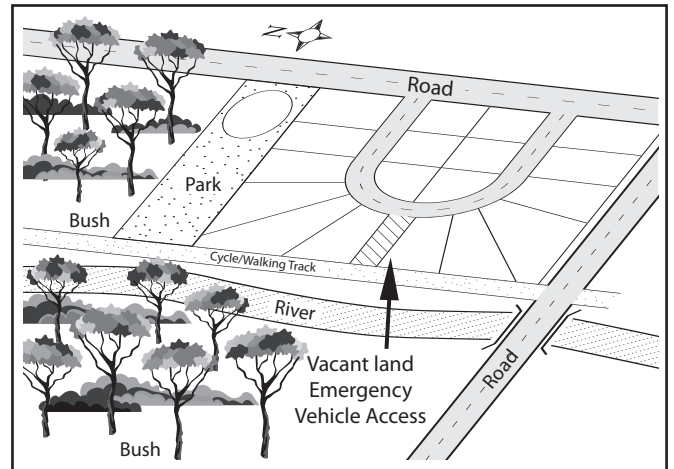 N
Road
Park
Bush
Cycle/Walking Track
River
Vacant land
Emergency
Vehicle Access
Road
Bush